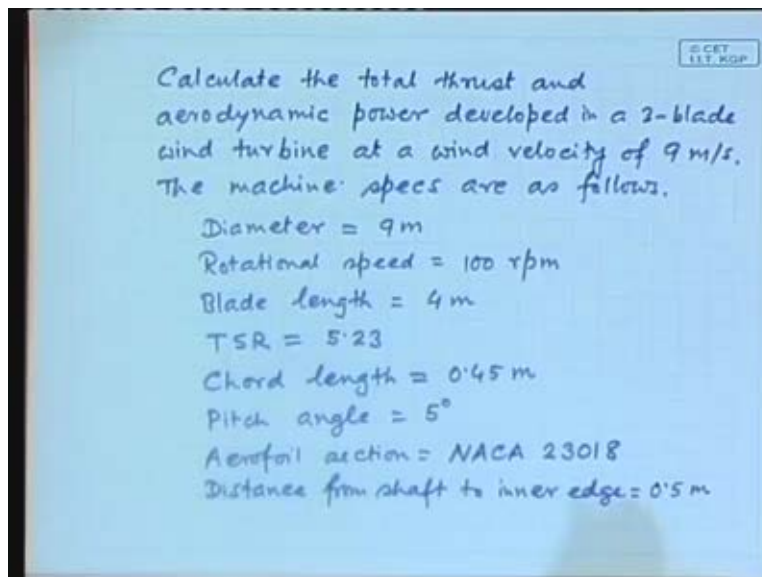 © CET
I.I.T. KGP
Calculate the total thrust and
aerodynamic power developed in a 2-blade
wind turbine at a wind velocity of 9 m/s.
The machine specs are as follows.
Diameter = 9m
Rotational speed = 100 rpm
Blade length = 4 m
TSR = 5.23
Chord length = 0.45 m
Pitch angle = 5°
Aerofoil section = NACA 23018
Distance from shaft to inner edge = 0.5 m